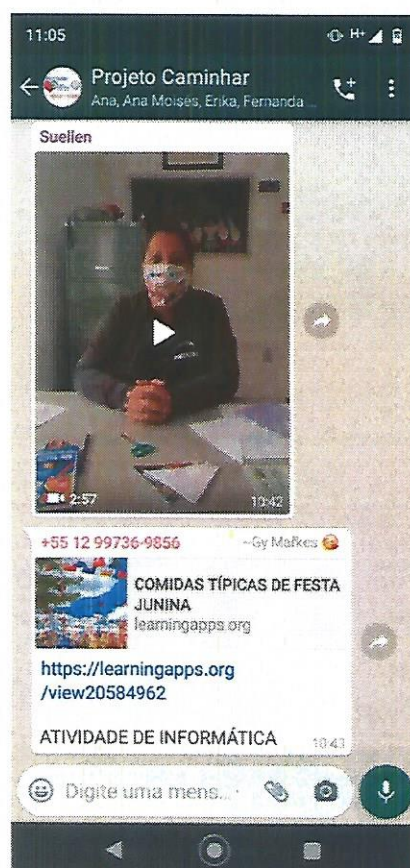 11:05
H+
Projeto Caminhar
Ana, Ana Moises, Erika, Fernanda ...
Suellen
2:57
10:42
+55 12 99736-9856
~Gy Mafkes
COMIDAS TÍPICAS DE FESTA
JUNINA
learningapps.org
https://learningapps.org
/view20584962
ATIVIDADE DE INFORMÁTICA
10:43
Digite uma mens...